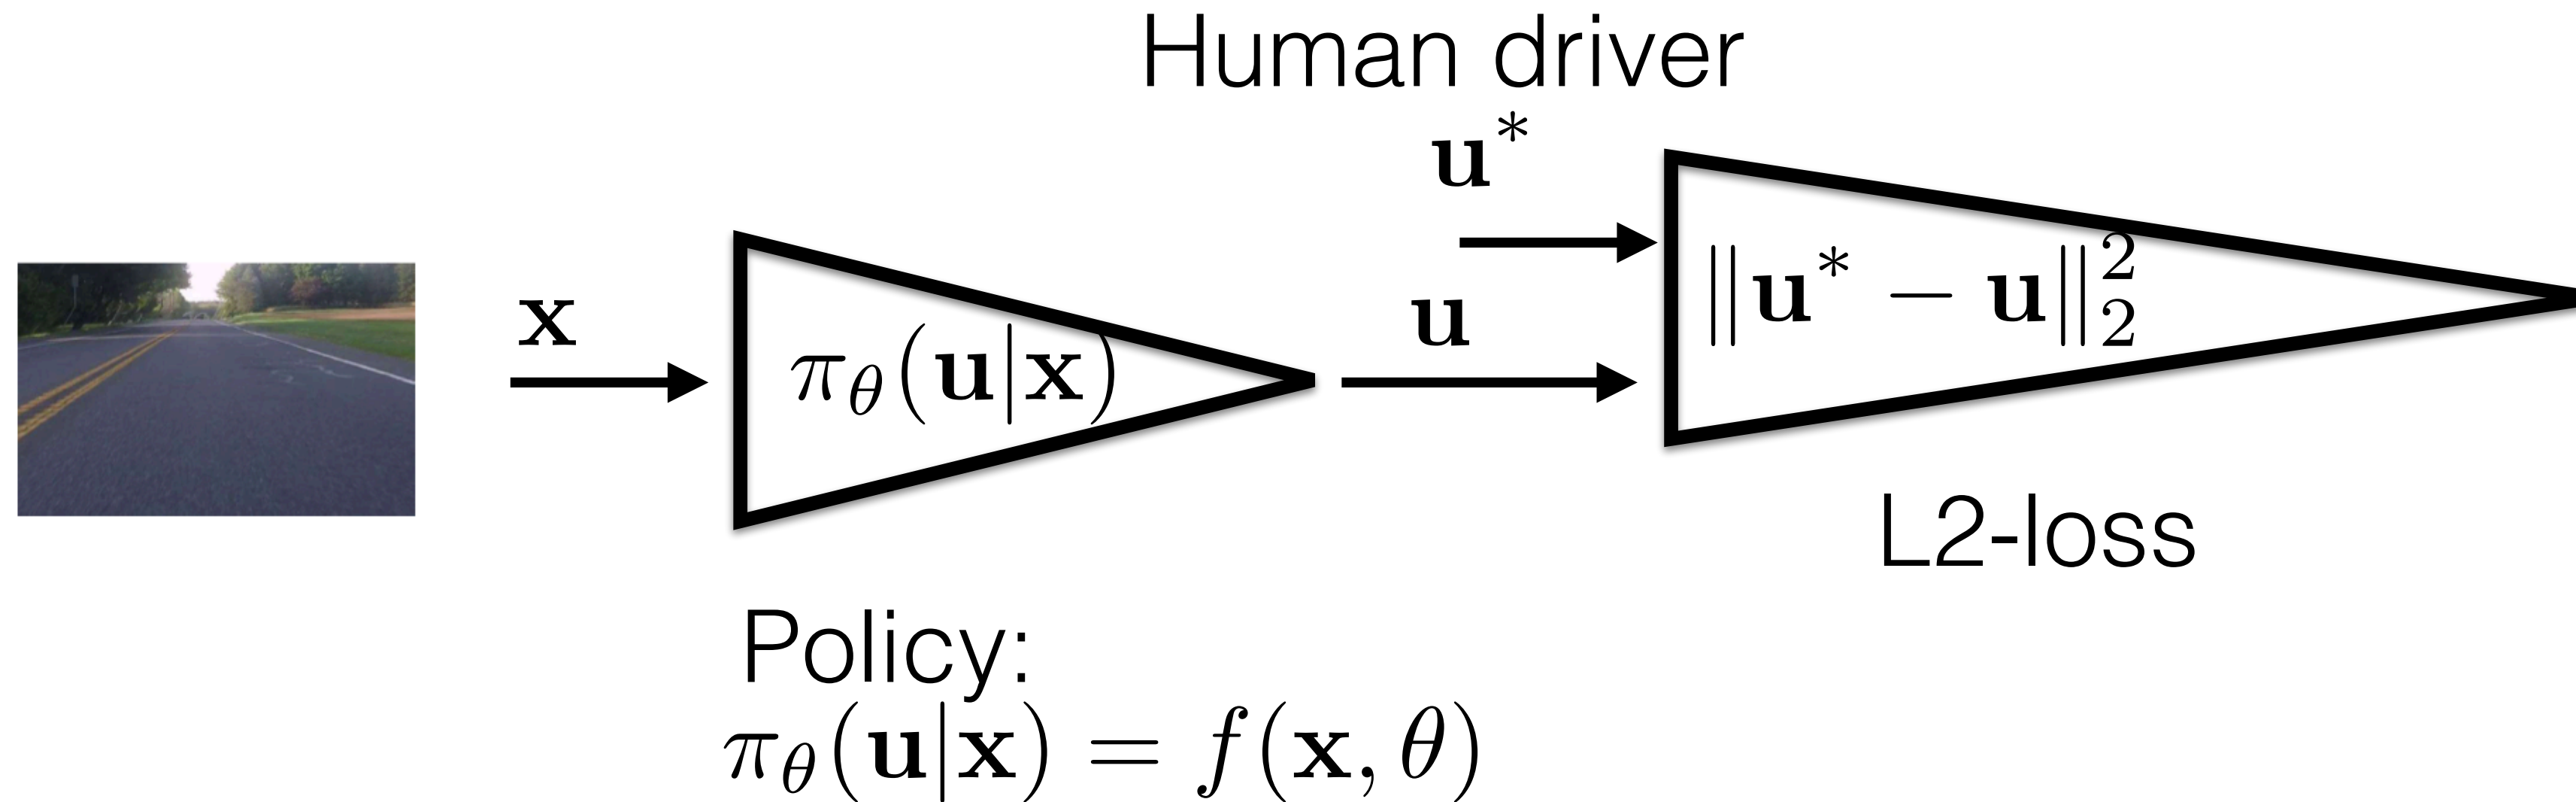 Human driver
u*
x
u
π_θ(u|x)
‖u* − u‖₂²
L2-loss
Policy:
π_θ(u|x) = f(x, θ)